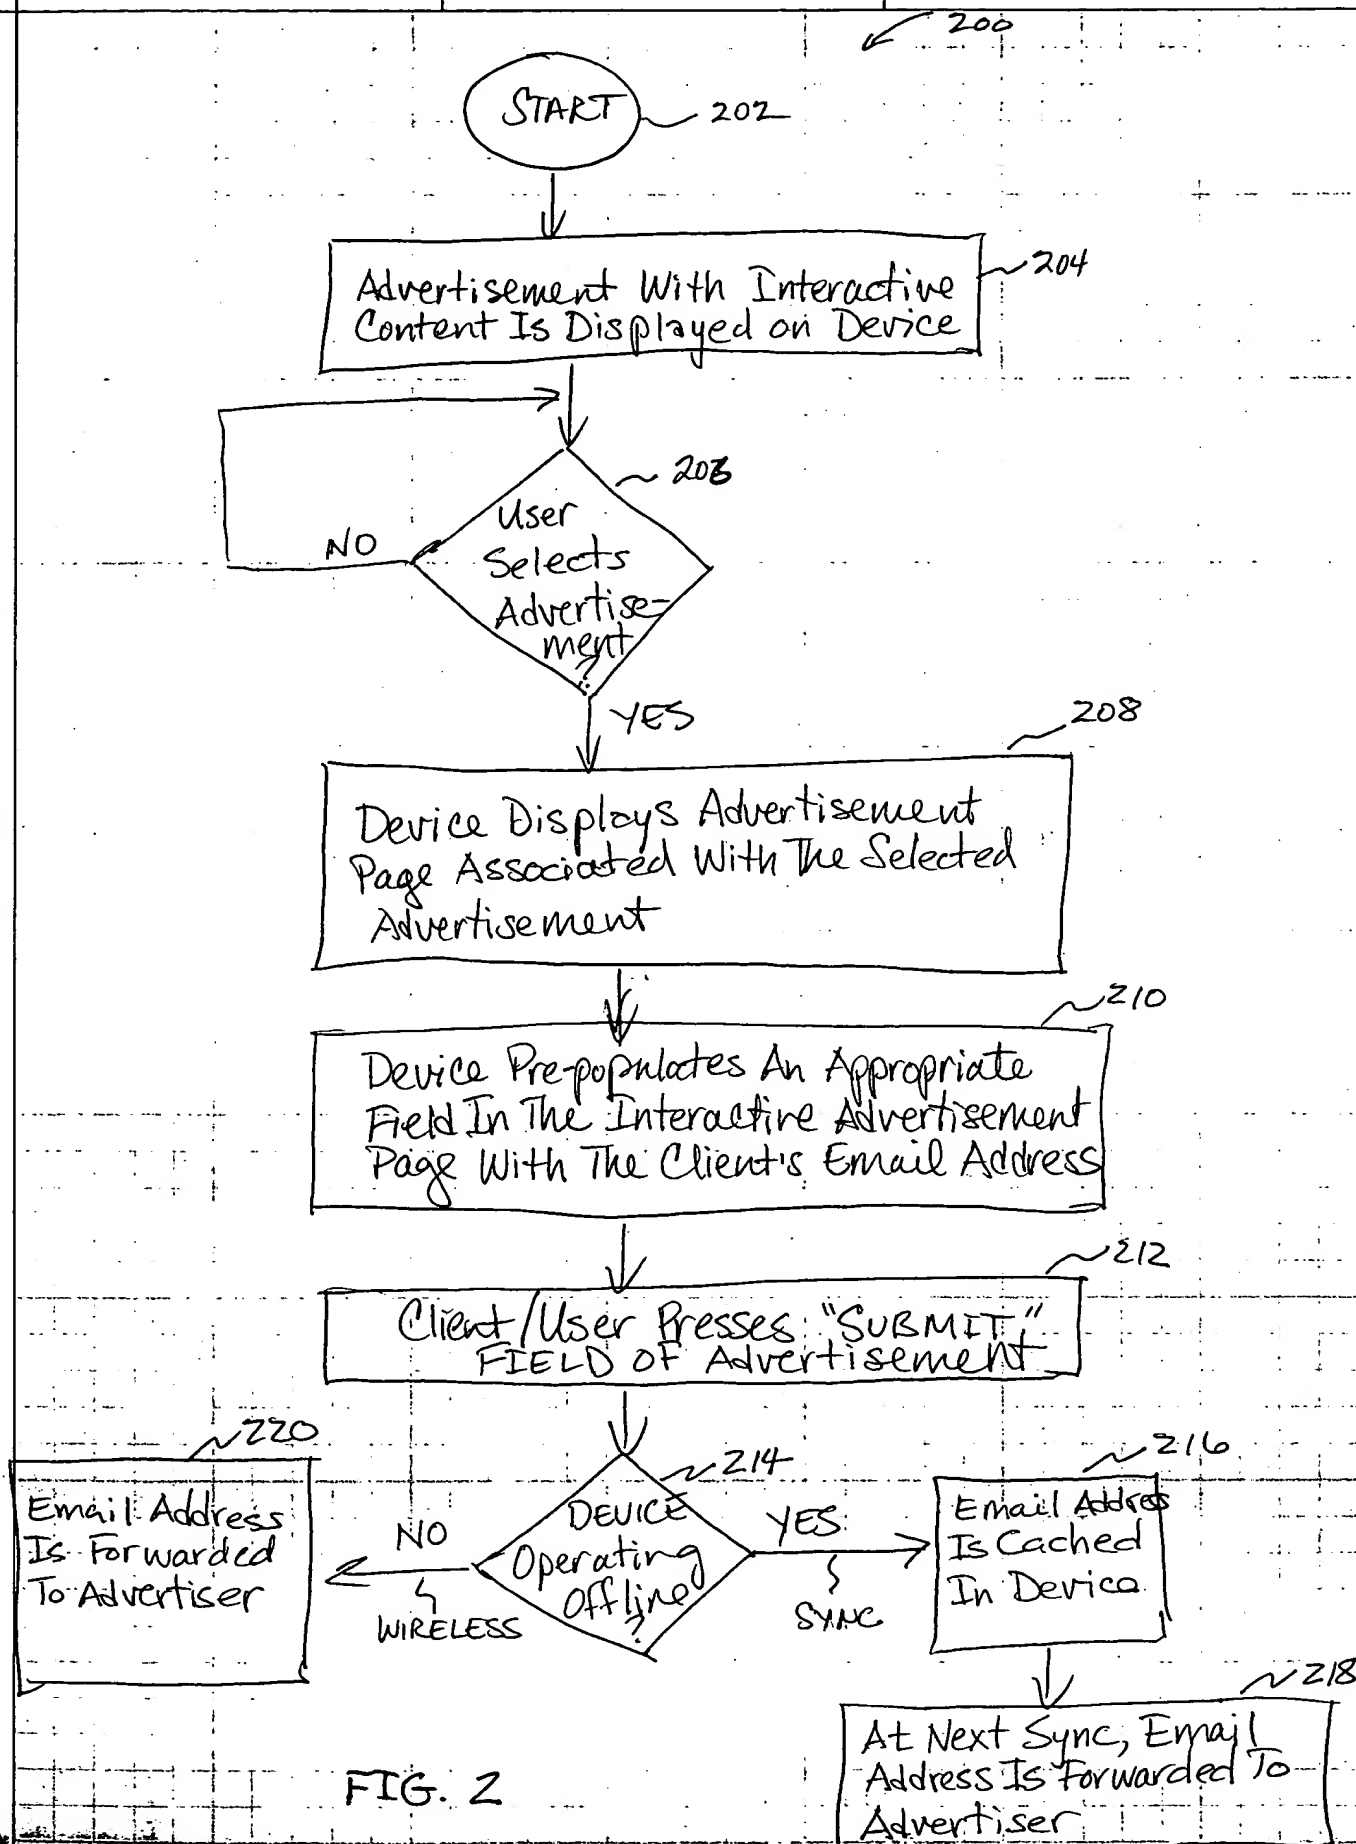 200
START
202
Advertisement With Interactive
Content Is Displayed on Device
204
206
User
Selects
Advertise-
ment
?
NO
YES
208
Device Displays Advertisement
Page Associated With The Selected
Advertisement
210
Device Pre-populates An Appropriate
Field In The Interactive Advertisement
Page With The Client's Email Address
212
Client/User Presses "SUBMIT"
FIELD OF Advertisement
214
DEVICE
Operating
Offline
?
NO
WIRELESS
YES
SYNC
220
Email Address
Is Forwarded
To Advertiser
216
Email Address
Is Cached
In Device
218
At Next Sync, Email
Address Is Forwarded To
Advertiser
FIG. 2